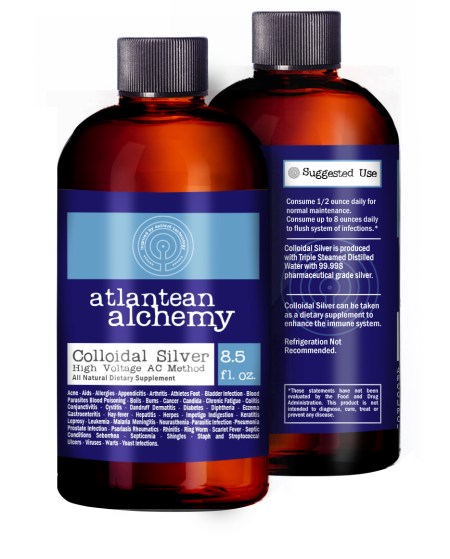 atlantean
alchemy
Colloidal Silver
High Voltage AC Method
All Natural Dietary Supplement
8.5
fl. oz.
Acne - Aids - Allergies - Appendicitis - Arthritis - Athletes Foot - Bladder Infection - Blood
Parasites Blood Poisoning - Boils - Burns - Cancer - Candida - Chronic Fatigue - Colitis
Conjunctivitis - Cystitis - Dandruff Dermatitis - Diabetes - Diptheria - Eczema
Gastroenteritis - Hay fever - Hepatitis - Herpes - Impetigo Indigestion - Keratitis
Leprosy - Leukemia - Malaria Meningitis - Neurasthenia - Parasitic Infection - Pneumonia
Prostate Infection - Psoriasis Rheumatics - Rhinitis - Ring Worm - Scarlet Fever - Septic
Conditions Seborhea - Septicemia - Shingles - Staph and Streptococcal
Ulcers - Viruses - Warts - Yeast Infections.
Suggested Use
Consume 1/2 ounce daily for
normal maintenance.
Consume up to 8 ounces daily
to flush system of infections.*
Colloidal Silver is produced
with Triple Steamed Distilled
Water with 99.998
pharmaceutical grade silver.
Colloidal Silver can be taken
as a dietary supplement to
enhance the immune system.
Refrigeration Not
Recommended.
*These statements have not been
evaluated by the Food and Drug
Administration. This product is not
intended to diagnose, care, treat or
prevent any disease.